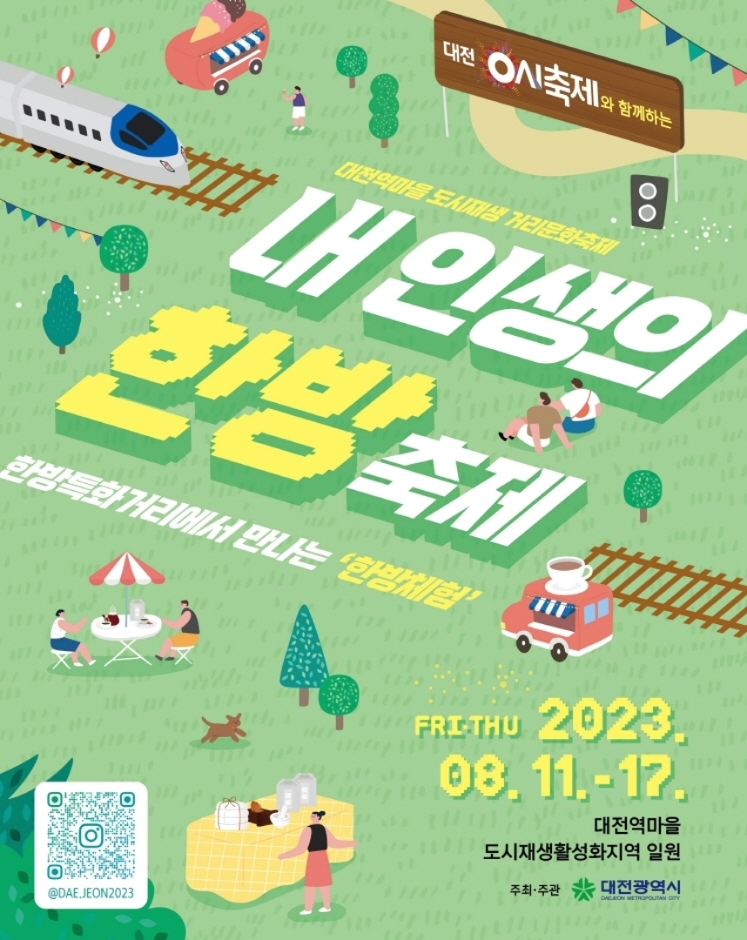 대전 0시축제와 함께하는
대전역마을 도시재생 거리문화축제
내 인생의
한방
축제
한방특화거리에서 만나는 '한방체험'
FRI-THU 2023.
08. 11.-17.
대전역마을
도시재생활성화지역 일원
주최·주관 대전광역시
DAEJEON METROPOLITAN CITY
@DAE.JEON2023